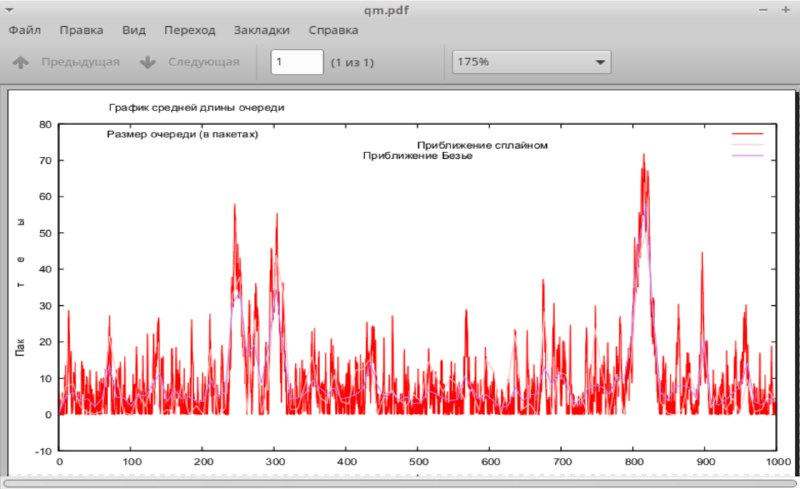 qm.pdf
Файл Правка Вид Переход Закладки Справка
Предыдущая Следующая 1 (1 из 1) 175%
График средней длины очереди
Размер очереди (в пакетах)
Приближение сплайном
Приближение Безье
80
70
60
50
40
30
20
10
0
-10
Пак т е ы
0 100 200 300 400 500 600 700 800 900 1000